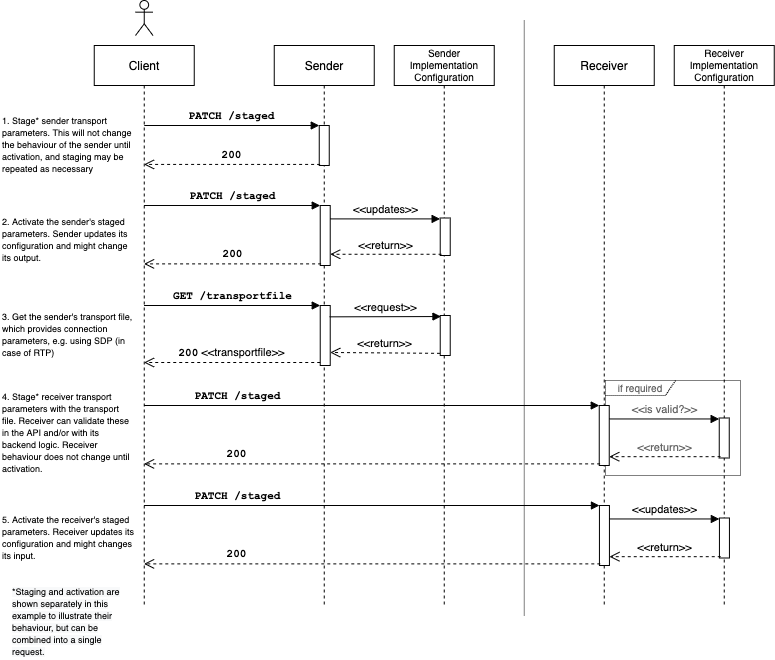 Client
Sender
Sender
Implementation
Configuration
Receiver
Receiver
Implementation
Configuration
1. Stage* sender transport
parameters. This will not change
the behaviour of the sender until
activation, and staging may be
repeated as necessary
PATCH /staged
200
2. Activate the sender's staged
parameters. Sender updates its
configuration and might change
its output.
PATCH /staged
<<updates>>
<<return>>
200
3. Get the sender's transport file,
which provides connection
parameters, e.g. using SDP (in
case of RTP)
GET /transportfile
<<request>>
<<return>>
200 <<transportfile>>
4. Stage* receiver transport
parameters with the transport
file. Receiver can validate these
in the API and/or with its
backend logic. Receiver
behaviour does not change until
activation.
PATCH /staged
if required
<<is valid?>>
<<return>>
200
5. Activate the receiver's staged
parameters. Receiver updates its
configuration and might changes
its input.
PATCH /staged
<<updates>>
<<return>>
200
*Staging and activation are
shown separately in this
example to illustrate their
behaviour, but can be
combined into a single
request.